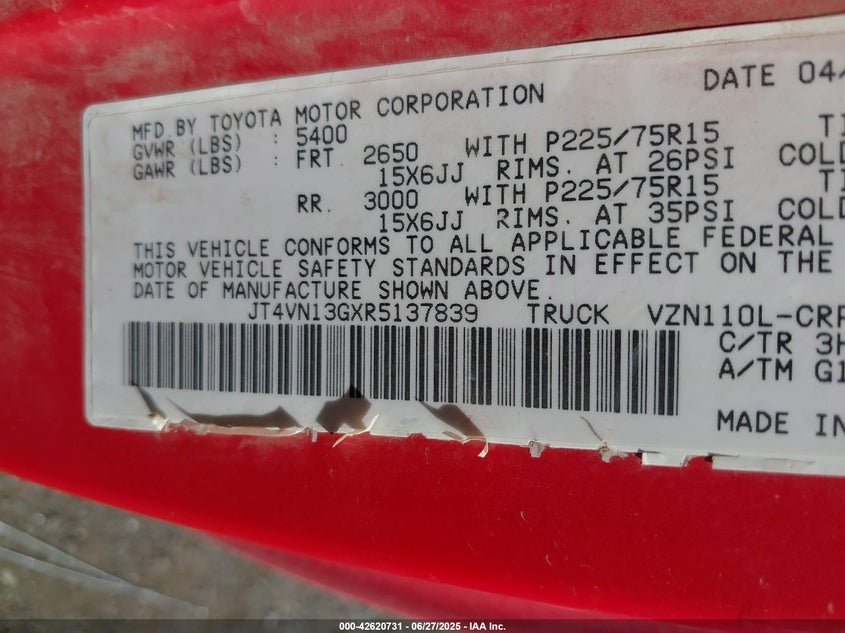 DATE 04/
MFD.BY TOYOTA MOTOR CORPORATION
GVWR (LBS) : 5400
GAWR (LBS) : FRT. 2650 WITH P225/75R15 TI
15X6JJ RIMS. AT 26PSI COLD
RR. 3000 WITH P225/75R15 TI
15X6JJ RIMS. AT 35PSI COLD
THIS VEHICLE CONFORMS TO ALL APPLICABLE FEDERAL
MOTOR VEHICLE SAFETY STANDARDS IN EFFECT ON THE
DATE OF MANUFACTURE SHOWN ABOVE.
JT4VN13GXR5137839 TRUCK VZN110L-CRP
C/TR 3H
A/TM G1
MADE IN
000-42620731 - 06/27/2025 - IAA Inc.